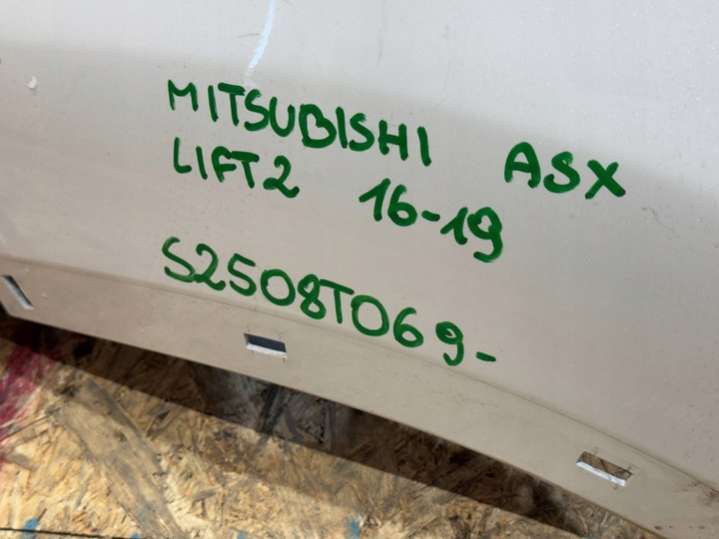 MITSUBISHI ASX
LIFT2 16-19
S2508T069-